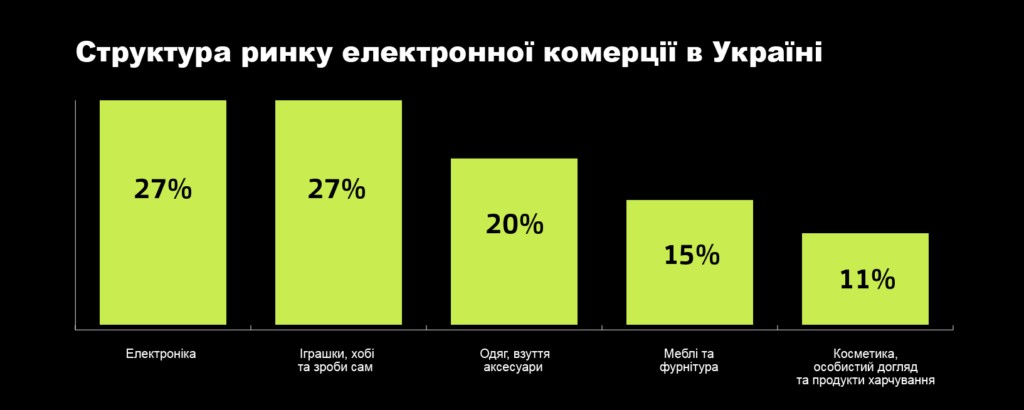 Структура ринку електронної комерції в Україні
27%
27%
20%
15%
11%
Електроніка
Іграшки, хобі
та зроби сам
Одяг, взуття
аксесуари
Меблі та
фурнітура
Косметика,
особистий догляд
та продукти харчування